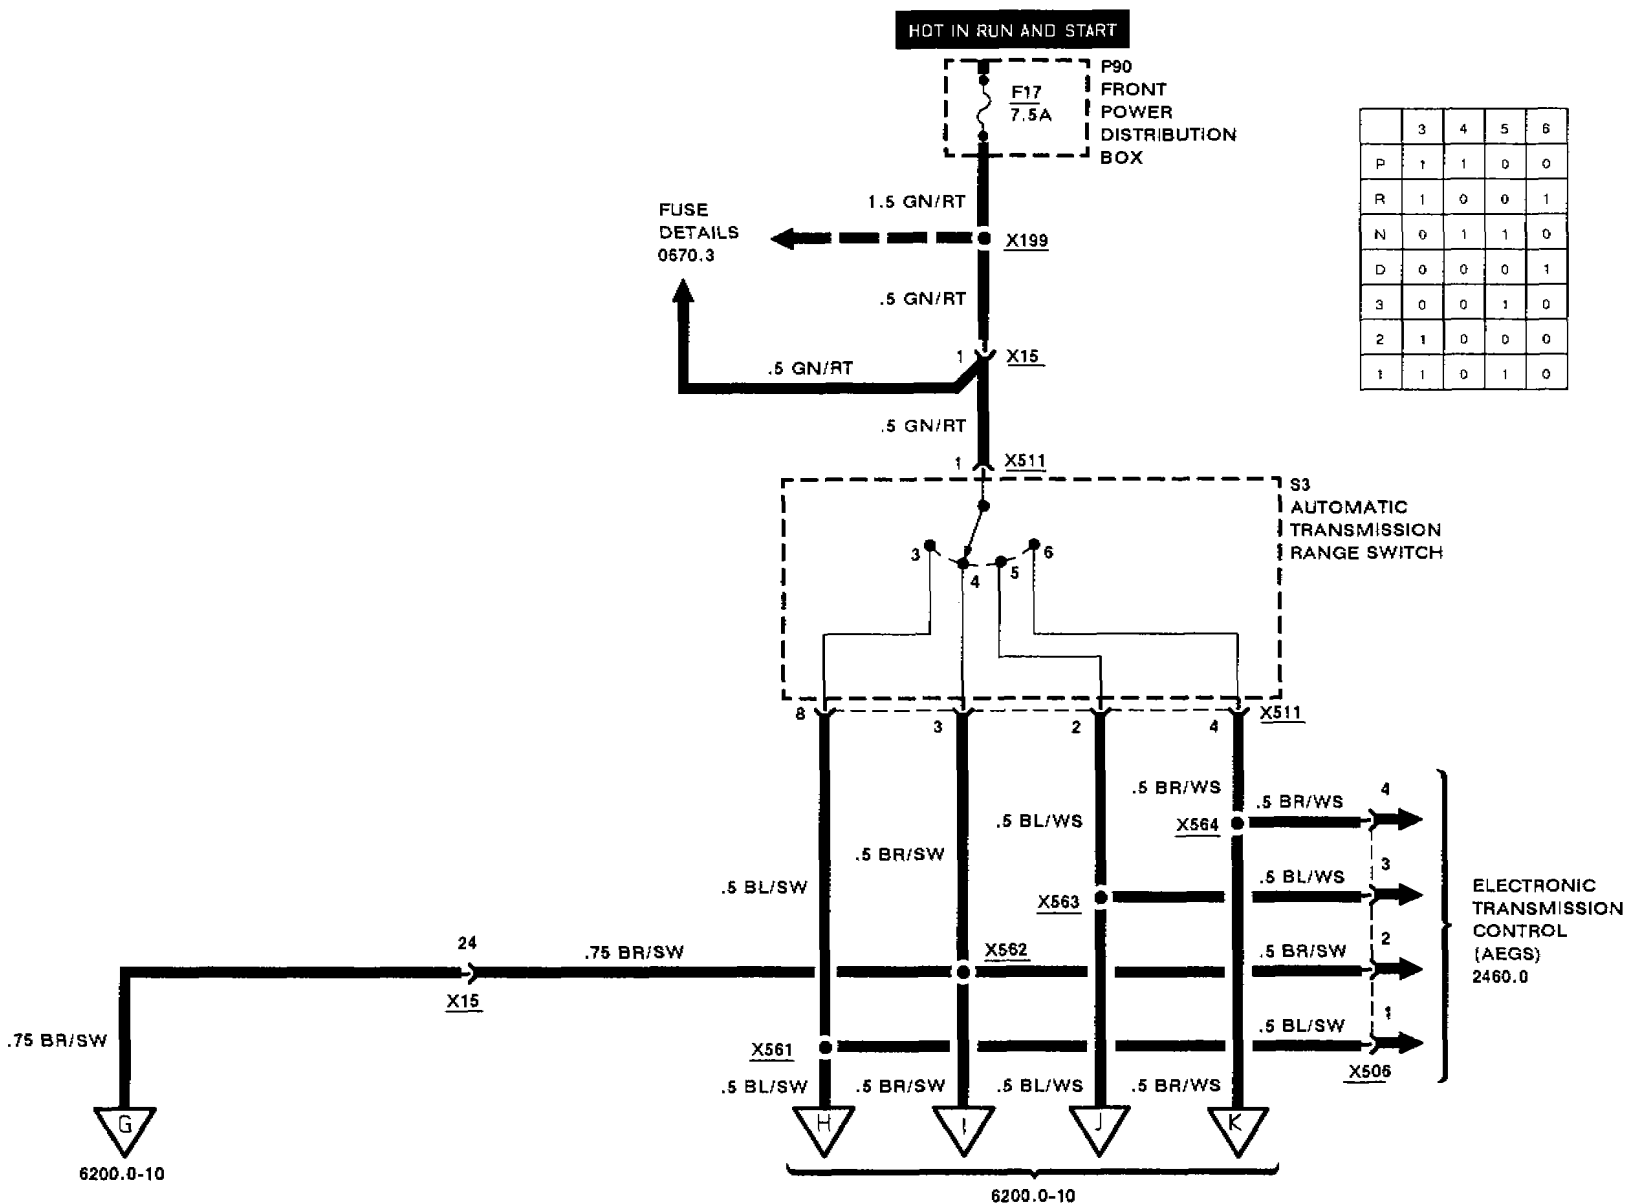 HOT IN RUN AND START
P90
FRONT
POWER
DISTRIBUTION
BOX
F17
7.5A
3 4 5 6
P 1 1 0 0
R 1 0 0 1
N 0 1 1 0
D 0 0 0 1
3 0 0 1 0
2 1 0 0 0
1 1 0 1 0
1.5 GN/RT
FUSE
DETAILS
0670.3
X199
.5 GN/RT
1 X15
.5 GN/RT
.5 GN/RT
1 X511
S3
AUTOMATIC
TRANSMISSION
RANGE SWITCH
3 4 5 6
8 3 2 4 X511
.5 BR/WS
.5 BR/WS
4
.5 BL/WS
X564
.5 BR/SW
3
.5 BL/SW
.5 BL/WS
X563
ELECTRONIC
TRANSMISSION
CONTROL
(AEGS)
2460.0
24
.75 BR/SW
X562
.5 BR/SW
2
X15
1
.5 BL/SW
.75 BR/SW
X561
X506
.5 BL/SW
.5 BR/SW
.5 BL/WS
.5 BR/WS
G
H
I
J
K
6200.0-10
6200.0-10